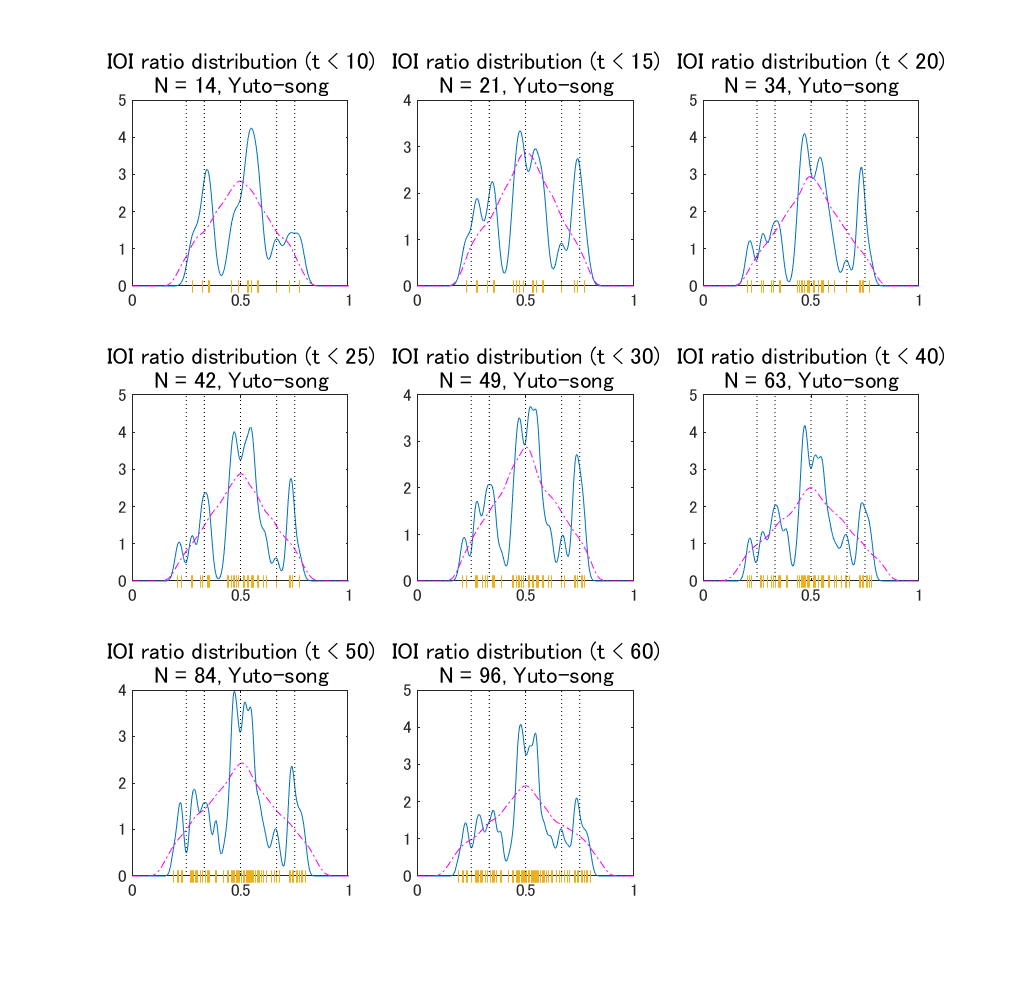 IOI ratio distribution (t < 10)
N = 14, Yuto-song
5
4
3
2
1
0
0 0.5 1
IOI ratio distribution (t < 15)
N = 21, Yuto-song
4
3
2
1
0
0 0.5 1
IOI ratio distribution (t < 20)
N = 34, Yuto-song
5
4
3
2
1
0
0 0.5 1
IOI ratio distribution (t < 25)
N = 42, Yuto-song
5
4
3
2
1
0
0 0.5 1
IOI ratio distribution (t < 30)
N = 49, Yuto-song
4
3
2
1
0
0 0.5 1
IOI ratio distribution (t < 40)
N = 63, Yuto-song
5
4
3
2
1
0
0 0.5 1
IOI ratio distribution (t < 50)
N = 84, Yuto-song
4
3
2
1
0
0 0.5 1
IOI ratio distribution (t < 60)
N = 96, Yuto-song
5
4
3
2
1
0
0 0.5 1